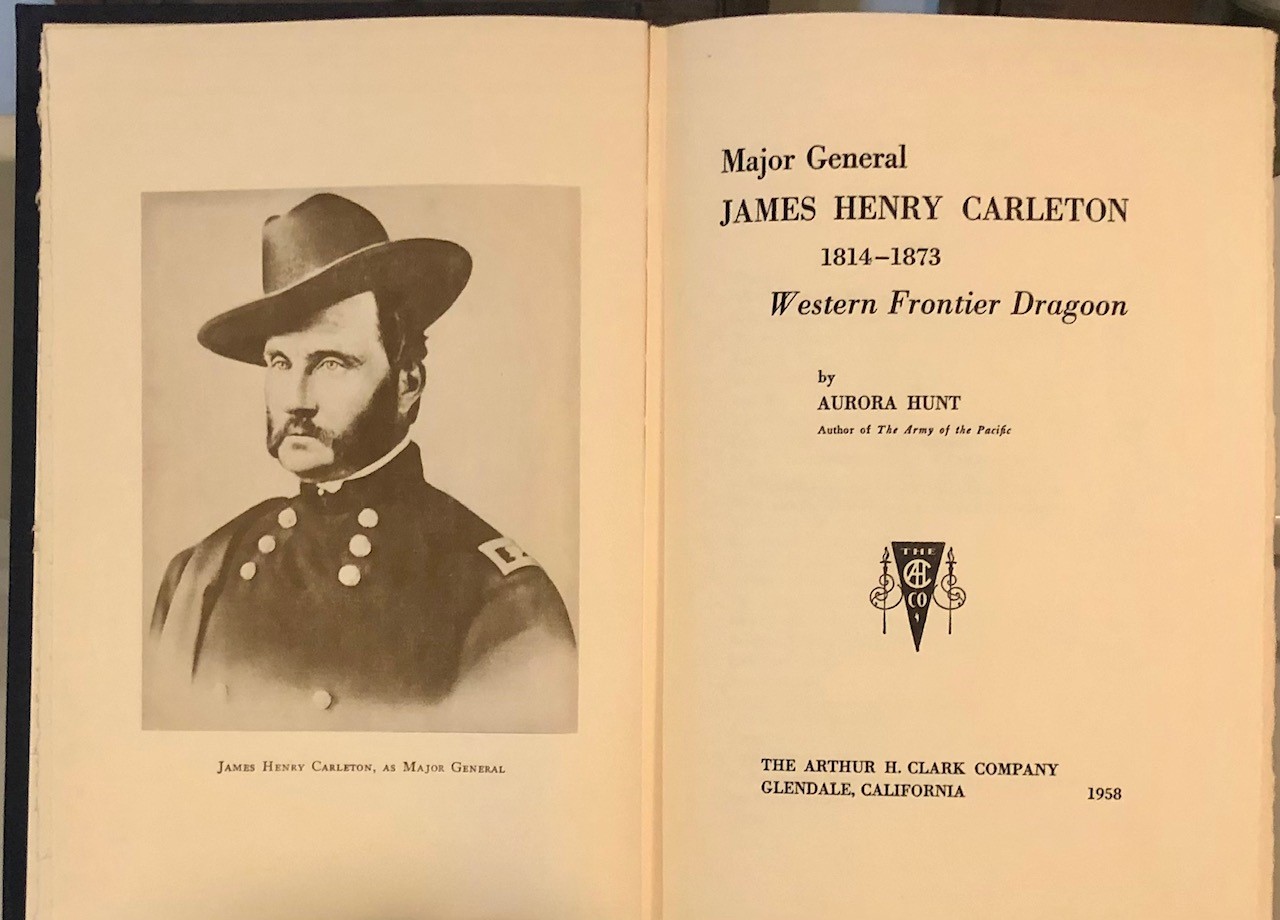 JAMES HENRY CARLETON, AS MAJOR GENERAL
Major General
JAMES HENRY CARLETON
1814–1873
Western Frontier Dragoon
by
AURORA HUNT
Author of The Army of the Pacific
THE
AHC
CO
THE ARTHUR H. CLARK COMPANY
GLENDALE, CALIFORNIA 1958